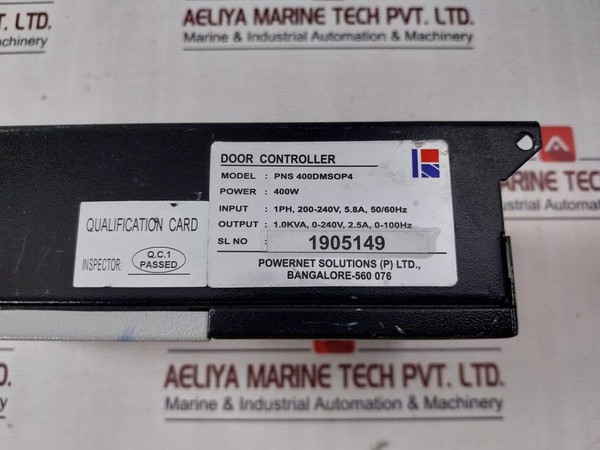 AELIYA MARINE TECH PVT. LTD.
Marine & Industrial Automation & Machinery
DOOR CONTROLLER
MODEL : PNS 400DMSOP4
POWER : 400W
INPUT : 1PH, 200-240V, 5.8A, 50/60Hz
OUTPUT : 1.0KVA, 0-240V, 2.5A, 0-100Hz
SL NO 1905149
POWERNET SOLUTIONS (P) LTD.,
BANGALORE-560 076
QUALIFICATION CARD
INSPECTOR: Q.C.1
PASSED
AELIYA MARINE TECH PVT. LTD.
Marine & Industrial Automation & Machinery